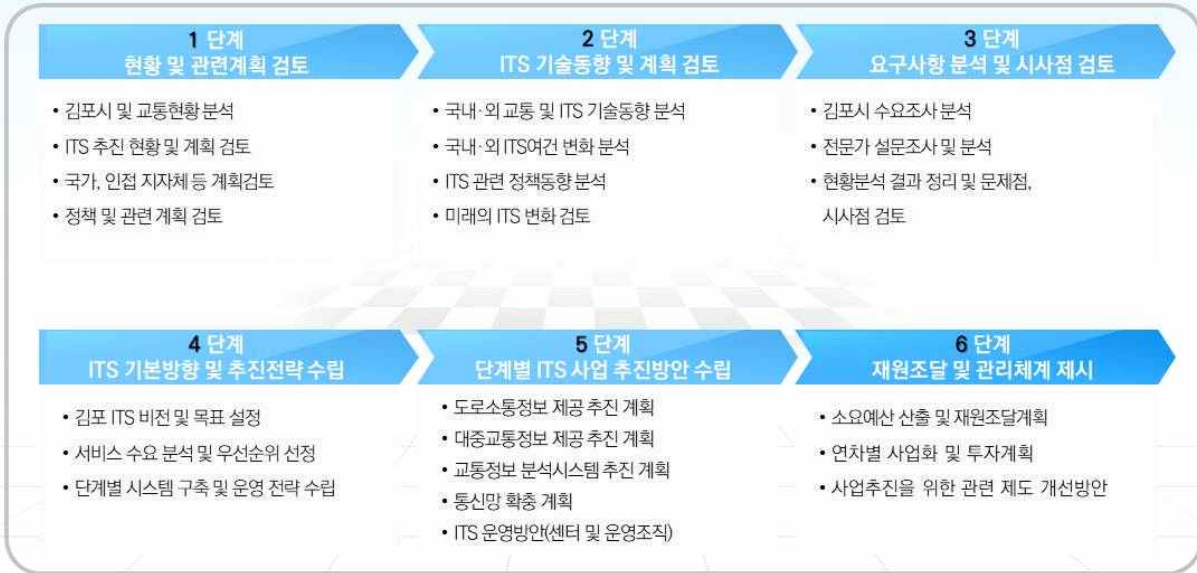 1 단계
현황 및 관련계획 검토
• 김포시 및 교통현황 분석
• ITS 추진 현황 및 계획 검토
• 국가, 인접 지자체 등 계획검토
• 정책 및 관련 계획 검토
2 단계
ITS 기술동향 및 계획 검토
• 국내·외 교통 및 ITS 기술동향 분석
• 국내·외 ITS여건 변화 분석
• ITS 관련 정책동향 분석
• 미래의 ITS 변화 검토
3 단계
요구사항 분석 및 시사점 검토
• 김포시 수요조사 분석
• 전문가 설문조사 및 분석
• 현황분석 결과 정리 및 문제점,
시사점 검토
4 단계
ITS 기본방향 및 추진전략 수립
• 김포 ITS 비전 및 목표 설정
• 서비스 수요 분석 및 우선순위 선정
• 단계별 시스템 구축 및 운영 전략 수립
5 단계
단계별 ITS 사업 추진방안 수립
• 도로소통정보 제공 추진 계획
• 대중교통정보 제공 추진 계획
• 교통정보 분석시스템 추진 계획
• 통신망 확충 계획
• ITS 운영방안(센터 및 운영조직)
6 단계
재원조달 및 관리체계 제시
• 소요예산 산출 및 재원조달계획
• 연차별 사업화 및 투자계획
• 사업추진을 위한 관련 제도 개선방안